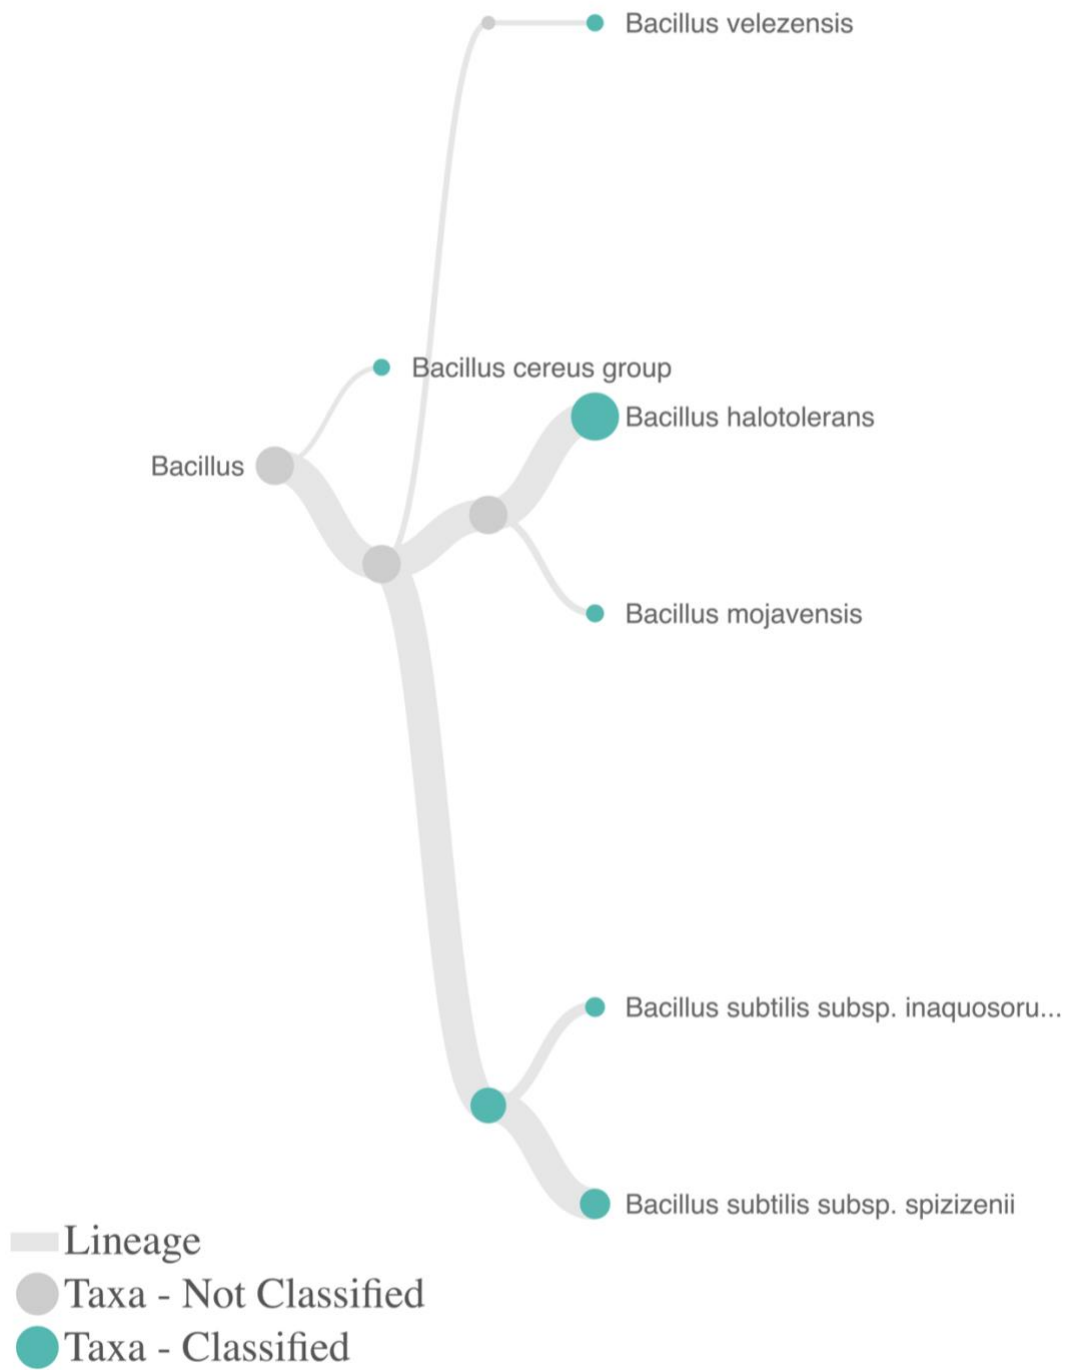 Bacillus velezensis
Bacillus cereus group
Bacillus halotolerans
Bacillus
Bacillus mojavensis
Bacillus subtilis subsp. inaquosoru...
Bacillus subtilis subsp. spizizenii
Lineage
Taxa - Not Classified
Taxa - Classified